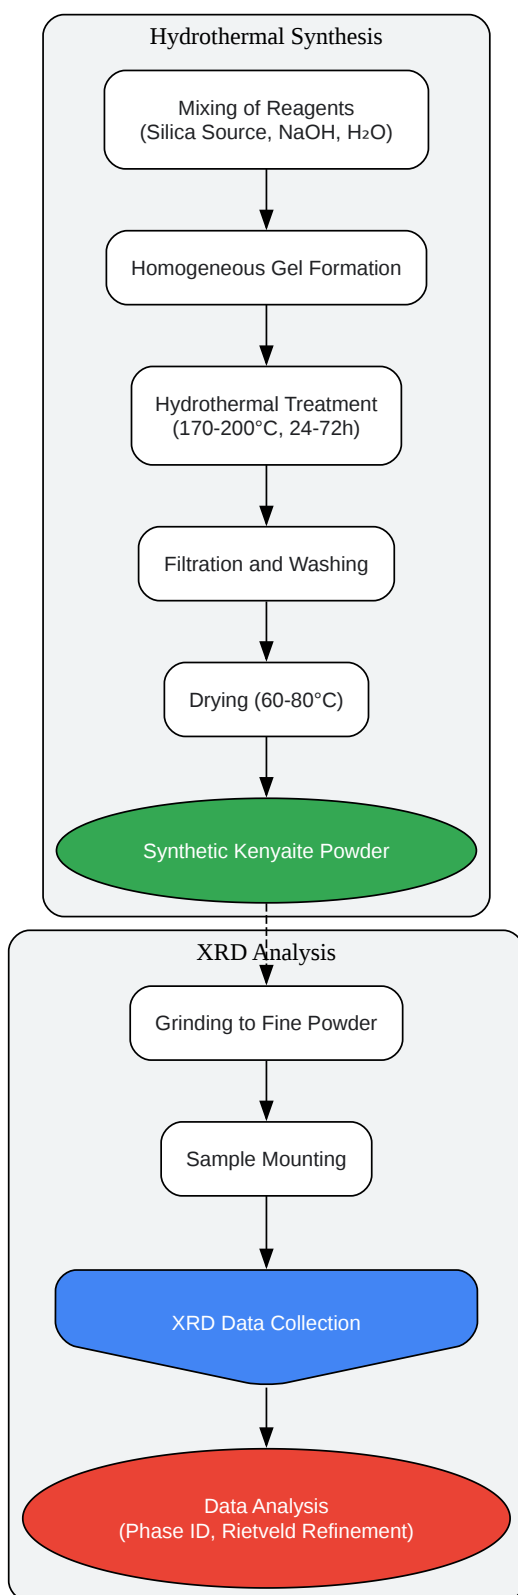 Hydrothermal Synthesis
Mixing of Reagents
(Silica Source, NaOH, H₂O)
Homogeneous Gel Formation
Hydrothermal Treatment
(170-200°C, 24-72h)
Filtration and Washing
Drying (60-80°C)
Synthetic Kenyaite Powder
XRD Analysis
Grinding to Fine Powder
Sample Mounting
XRD Data Collection
Data Analysis
(Phase ID, Rietveld Refinement)